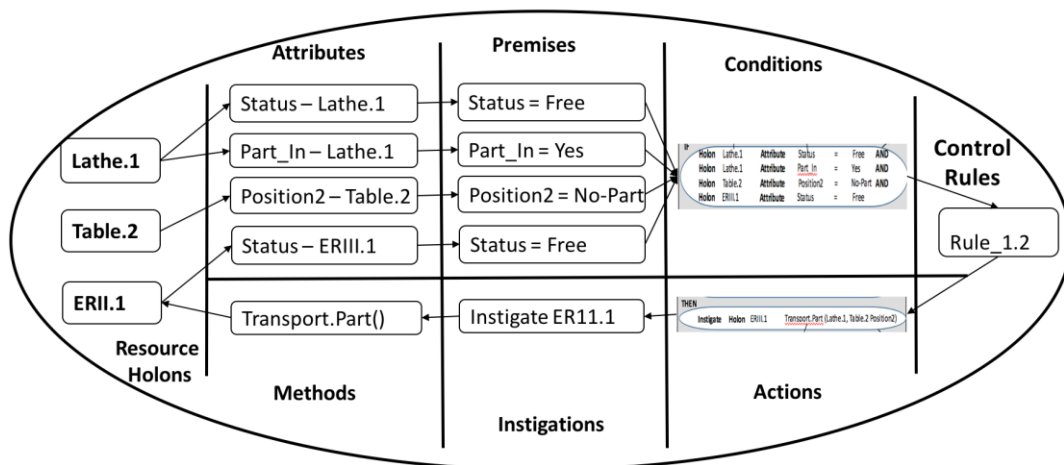 Attributes
Premises
Conditions
Lathe.1
Table.2
ERII.1
Resource
Holons
Status – Lathe.1
Part_In – Lathe.1
Position2 – Table.2
Status – ERIII.1
Status = Free
Part_In = Yes
Position2 = No-Part
Status = Free
IF
Holon Lathe.1 Attribute Status = Free AND
Holon Lathe.1 Attribute Part_In = Yes AND
Holon Table.2 Attribute Position2 = No-Part AND
Holon ERIII.1 Attribute Status = Free
Control
Rules
Rule_1.2
Transport.Part()
Instigate ER11.1
THEN
Instigate Holon ERIII.1 Transport.Part (Lathe.1, Table.2 Position2)
Methods
Instigations
Actions